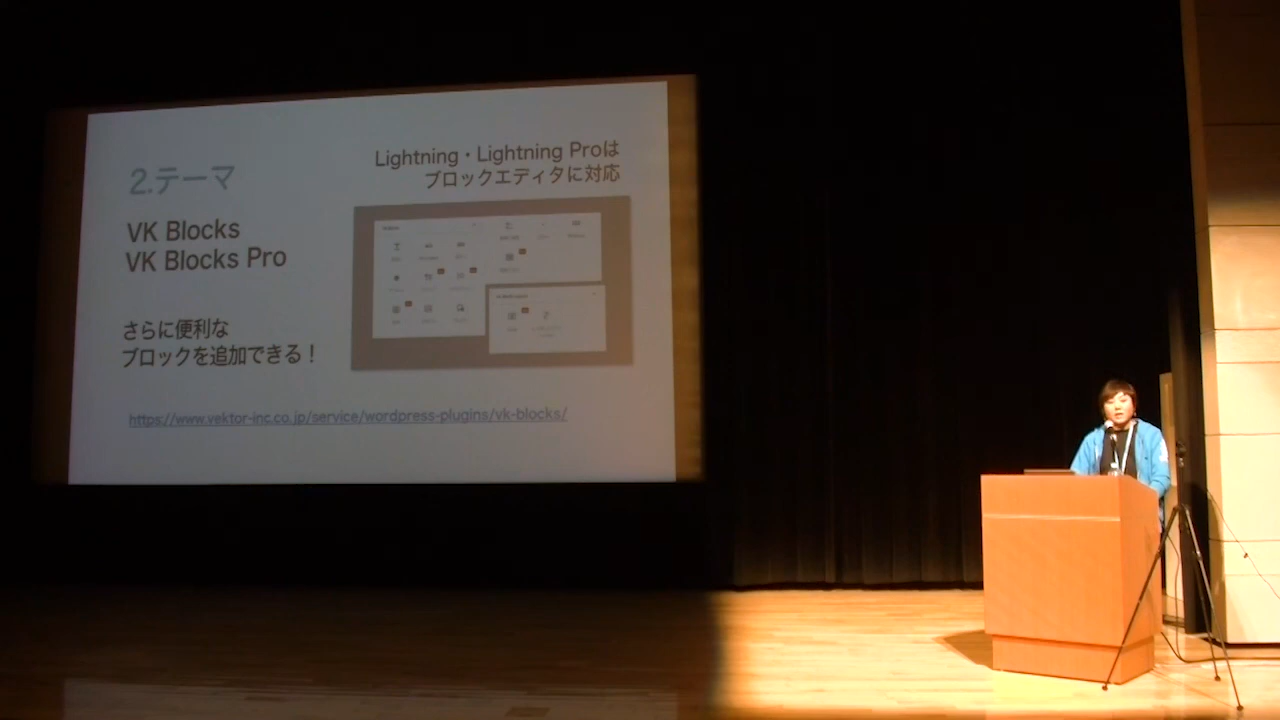 2.テーマ
Lightning・Lightning Proは
ブロックエディタに対応
VK Blocks
VK Blocks Pro
さらに便利な
ブロックを追加できる！
https://www.vektor-inc.co.jp/service/wordpress-plugins/vk-blocks/